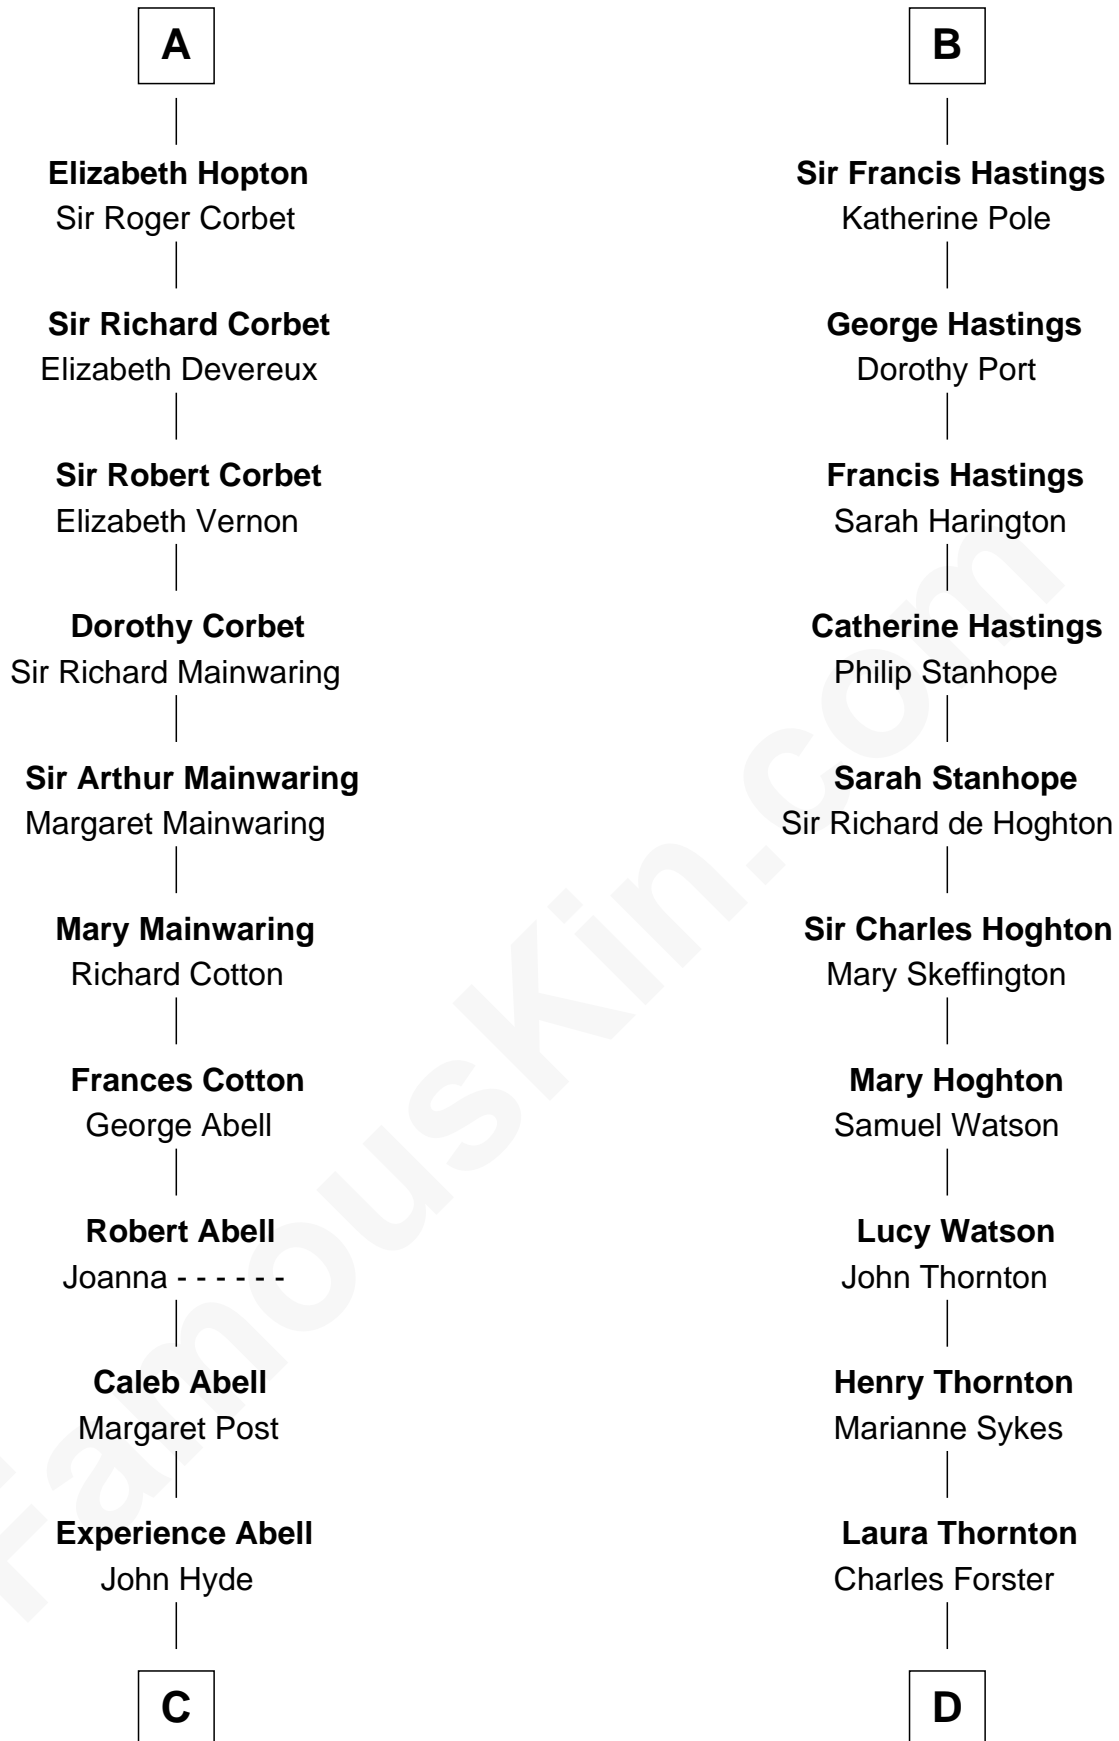 A
Elizabeth Hopton
Sir Roger Corbet
Sir Richard Corbet
Elizabeth Devereux
Sir Robert Corbet
Elizabeth Vernon
Dorothy Corbet
Sir Richard Mainwaring
Sir Arthur Mainwaring
Margaret Mainwaring
Mary Mainwaring
Richard Cotton
Frances Cotton
George Abell
Robert Abell
Joanna - - - - - -
Caleb Abell
Margaret Post
Experience Abell
John Hyde
C
B
Sir Francis Hastings
Katherine Pole
George Hastings
Dorothy Port
Francis Hastings
Sarah Harington
Catherine Hastings
Philip Stanhope
Sarah Stanhope
Sir Richard de Hoghton
Sir Charles Hoghton
Mary Skeffington
Mary Hoghton
Samuel Watson
Lucy Watson
John Thornton
Henry Thornton
Marianne Sykes
Laura Thornton
Charles Forster
D
FamousKin.com